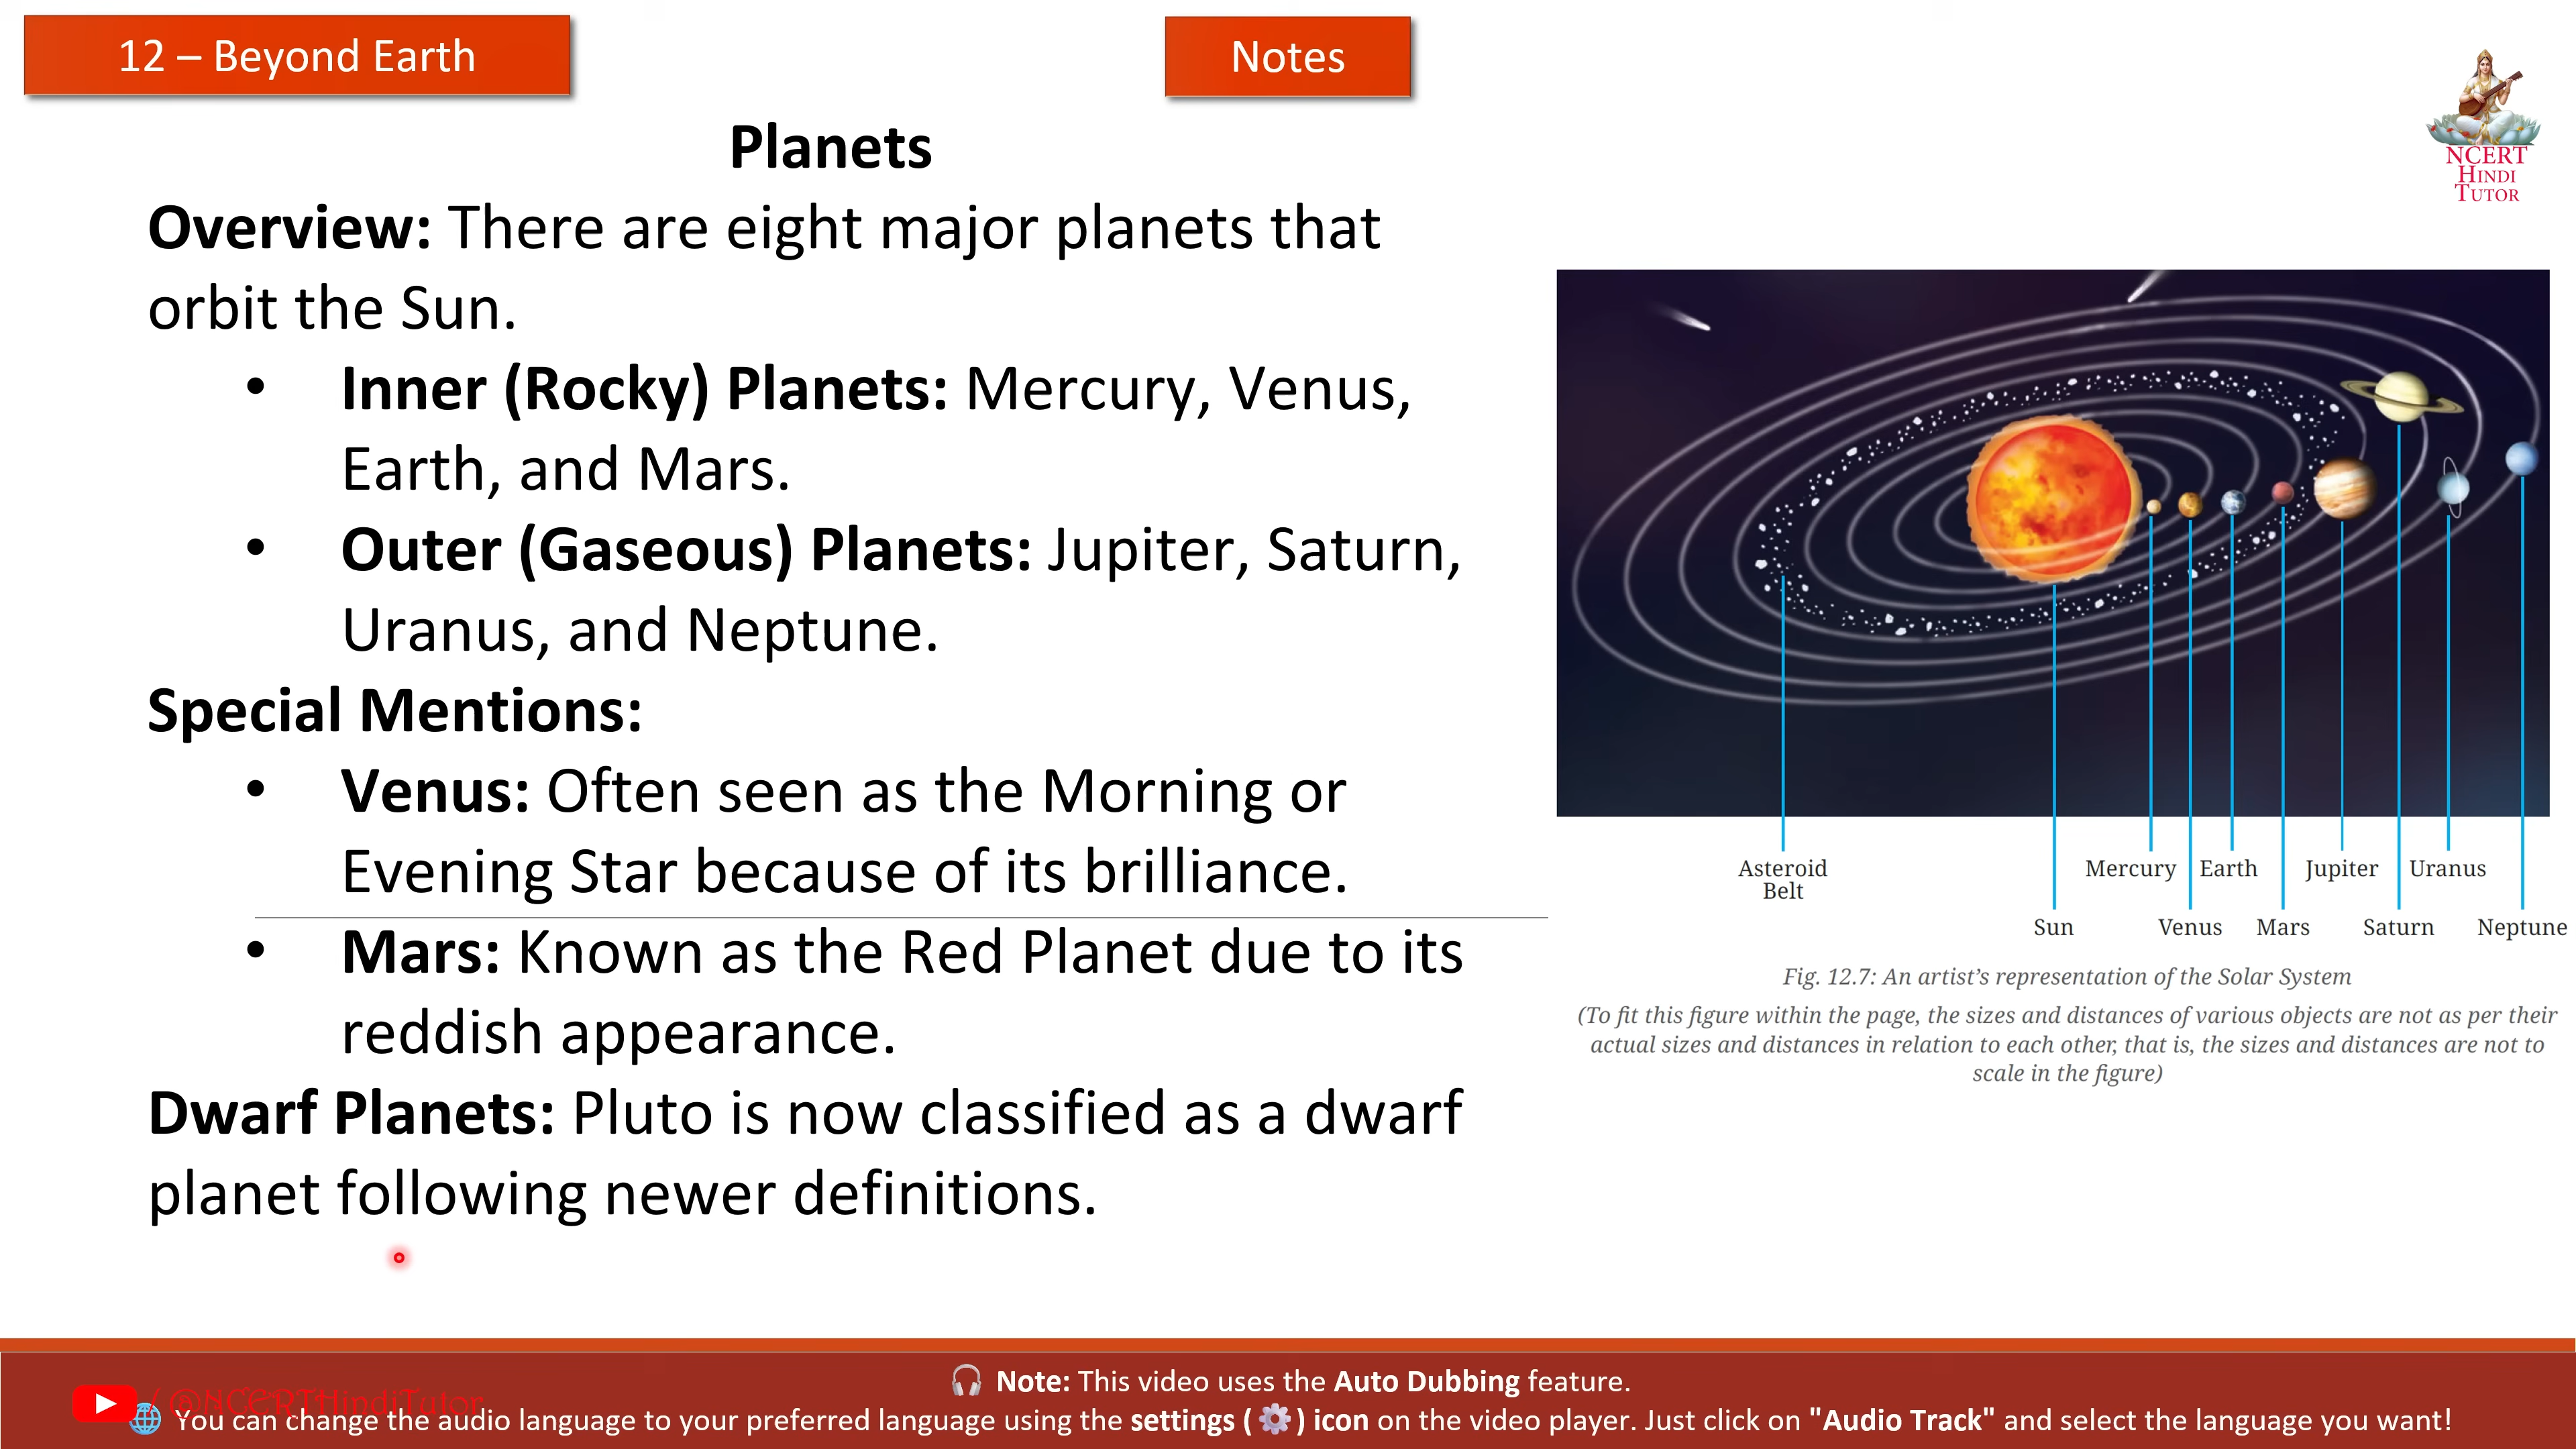 12 – Beyond Earth
Notes
NCERT
HINDI
TUTOR
Planets
Overview: There are eight major planets that
orbit the Sun.
• Inner (Rocky) Planets: Mercury, Venus,
Earth, and Mars.
• Outer (Gaseous) Planets: Jupiter, Saturn,
Uranus, and Neptune.
Special Mentions:
• Venus: Often seen as the Morning or
Evening Star because of its brilliance.
• Mars: Known as the Red Planet due to its
reddish appearance.
Dwarf Planets: Pluto is now classified as a dwarf
planet following newer definitions.
Asteroid
Belt
Mercury Earth Jupiter Uranus
Sun Venus Mars Saturn Neptune
Fig. 12.7: An artist’s representation of the Solar System
(To fit this figure within the page, the sizes and distances of various objects are not as per their
actual sizes and distances in relation to each other, that is, the sizes and distances are not to
scale in the figure)
🎧 Note: This video uses the Auto Dubbing feature.
/ @NCERTHindiTutor
🌐 You can change the audio language to your preferred language using the settings (⚙️) icon on the video player. Just click on "Audio Track" and select the language you want!